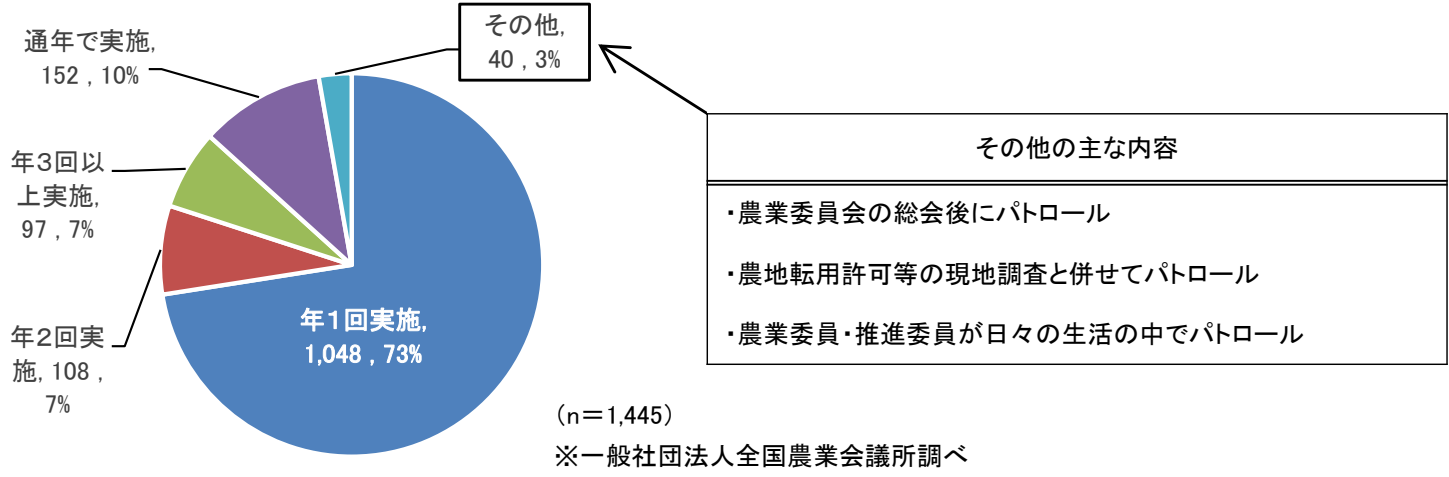 その他,
40 , 3%
通年で実施,
152 , 10%
年３回以
上実施,
97 , 7%
年２回実
施, 108 ,
7%
年１回実施,
1,048 , 73%
その他の主な内容
・農業委員会の総会後にパトロール
・農地転用許可等の現地調査と併せてパトロール
・農業委員・推進委員が日々の生活の中でパトロール
（n＝1,445）
※一般社団法人全国農業会議所調べ